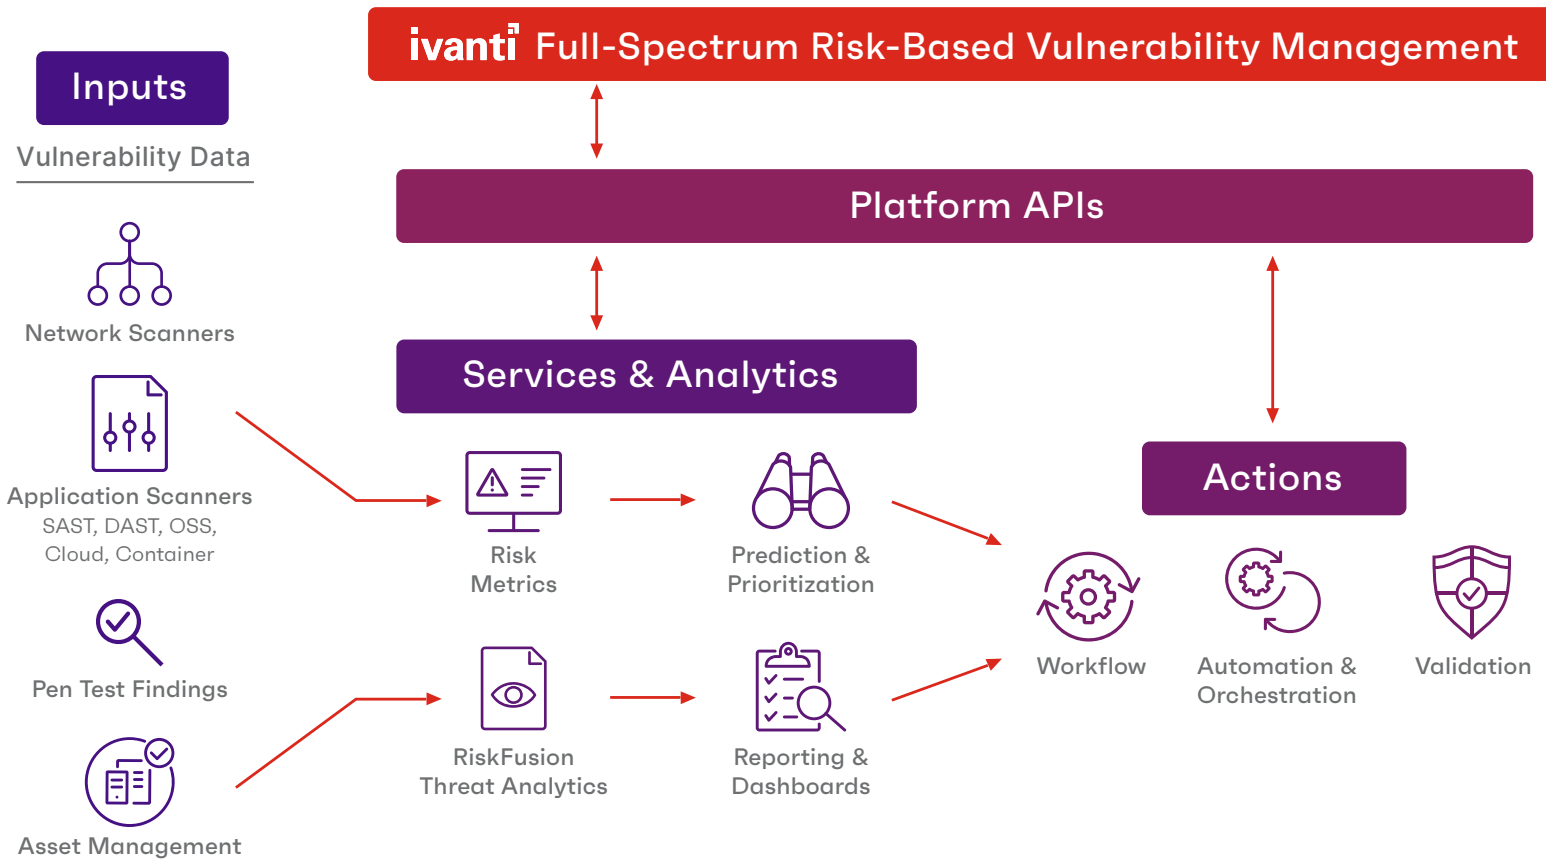 ivanti Full-Spectrum Risk-Based Vulnerability Management
Inputs
Vulnerability Data
Network Scanners
Application Scanners
SAST, DAST, OSS,
Cloud, Container
Pen Test Findings
Asset Management
Platform APIs
Services & Analytics
Risk
Metrics
Prediction &
Prioritization
RiskFusion
Threat Analytics
Reporting &
Dashboards
Actions
Workflow
Automation &
Orchestration
Validation